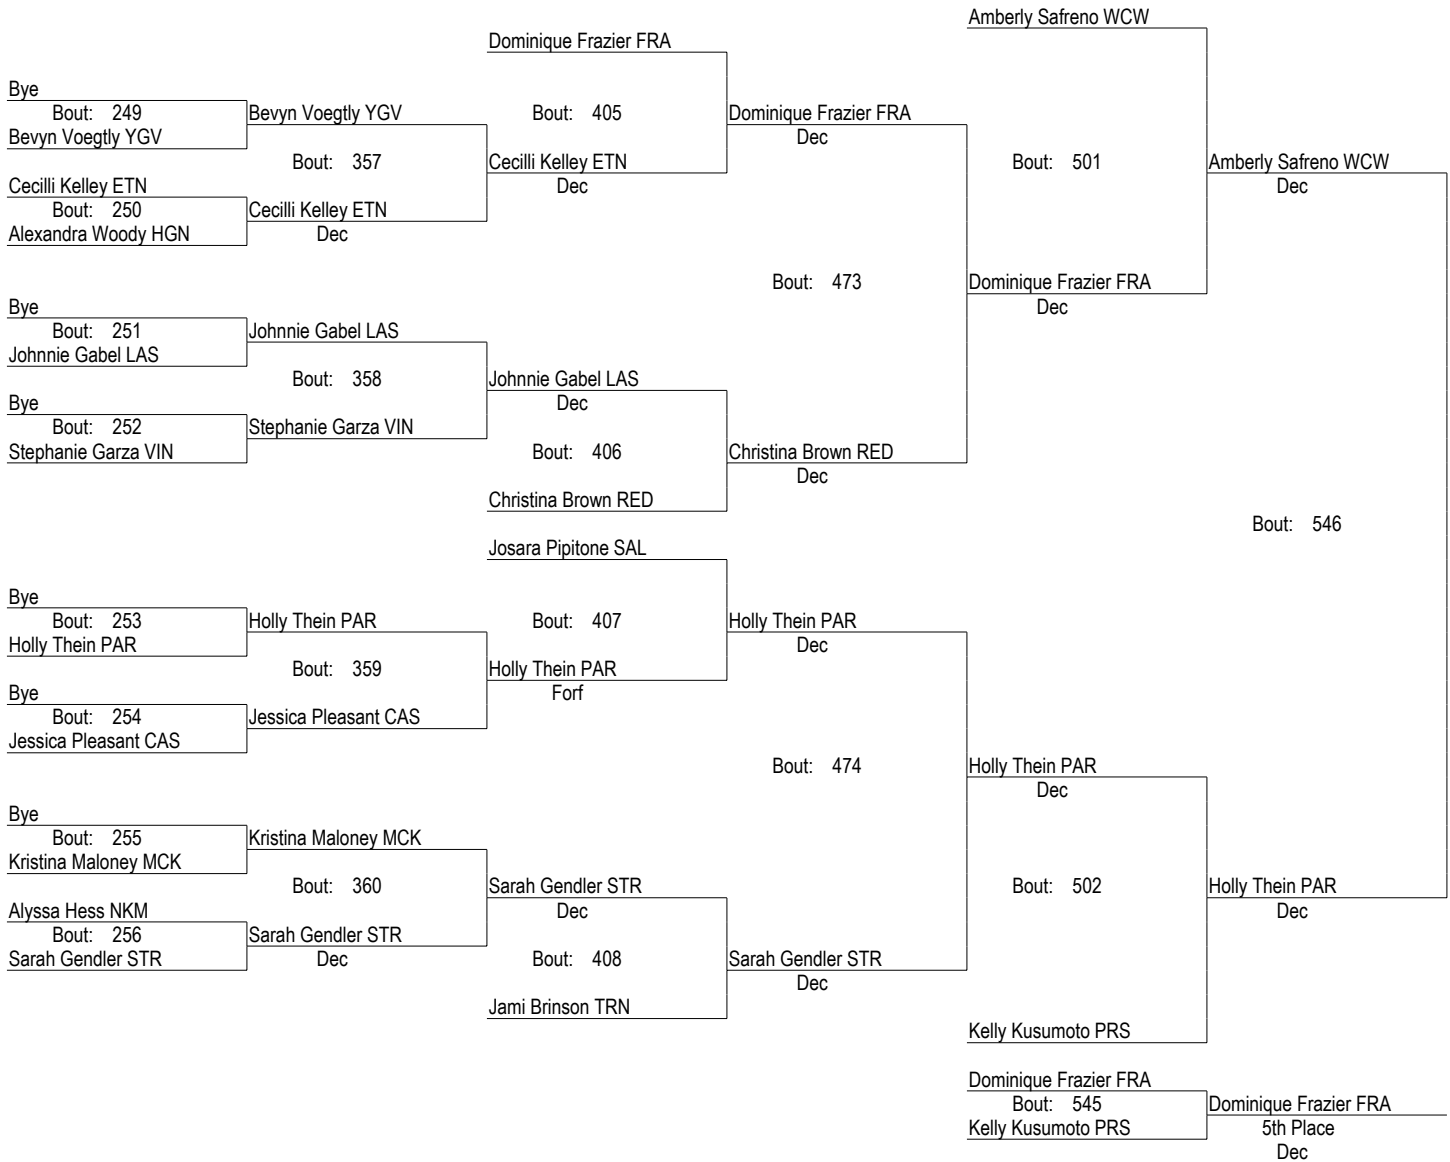 Amberly Safreno WCW
Dominique Frazier FRA
Bye
Bout: 249
Bevyn Voegtly YGV
Bevyn Voegtly YGV
Bout: 405
Dominique Frazier FRA
Dec
Bout: 357
Cecilli Kelley ETN
Dec
Bout: 501
Amberly Safreno WCW
Dec
Cecilli Kelley ETN
Bout: 250
Alexandra Woody HGN
Cecilli Kelley ETN
Dec
Bout: 473
Dominique Frazier FRA
Dec
Bye
Bout: 251
Johnnie Gabel LAS
Johnnie Gabel LAS
Bout: 358
Johnnie Gabel LAS
Dec
Bye
Bout: 252
Stephanie Garza VIN
Stephanie Garza VIN
Bout: 406
Christina Brown RED
Dec
Christina Brown RED
Bout: 546
Josara Pipitone SAL
Bye
Bout: 253
Holly Thein PAR
Holly Thein PAR
Bout: 407
Holly Thein PAR
Dec
Bout: 359
Holly Thein PAR
Forf
Bye
Bout: 254
Jessica Pleasant CAS
Jessica Pleasant CAS
Bout: 474
Holly Thein PAR
Dec
Bye
Bout: 255
Kristina Maloney MCK
Kristina Maloney MCK
Bout: 360
Sarah Gendler STR
Dec
Bout: 502
Holly Thein PAR
Dec
Alyssa Hess NKM
Bout: 256
Sarah Gendler STR
Sarah Gendler STR
Dec
Bout: 408
Sarah Gendler STR
Dec
Jami Brinson TRN
Kelly Kusumoto PRS
Dominique Frazier FRA
Bout: 545
Kelly Kusumoto PRS
Dominique Frazier FRA
5th Place
Dec